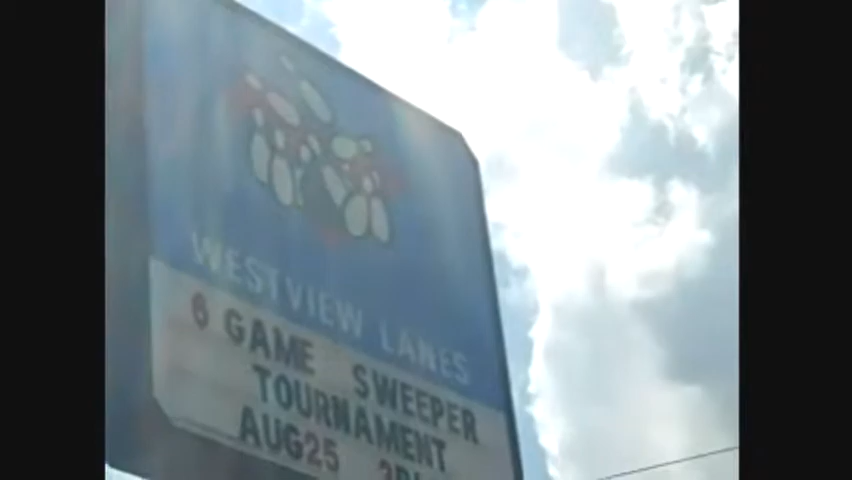 WESTVIEW LANES
6 GAME SWEEPER
TOURNAMENT
AUG25